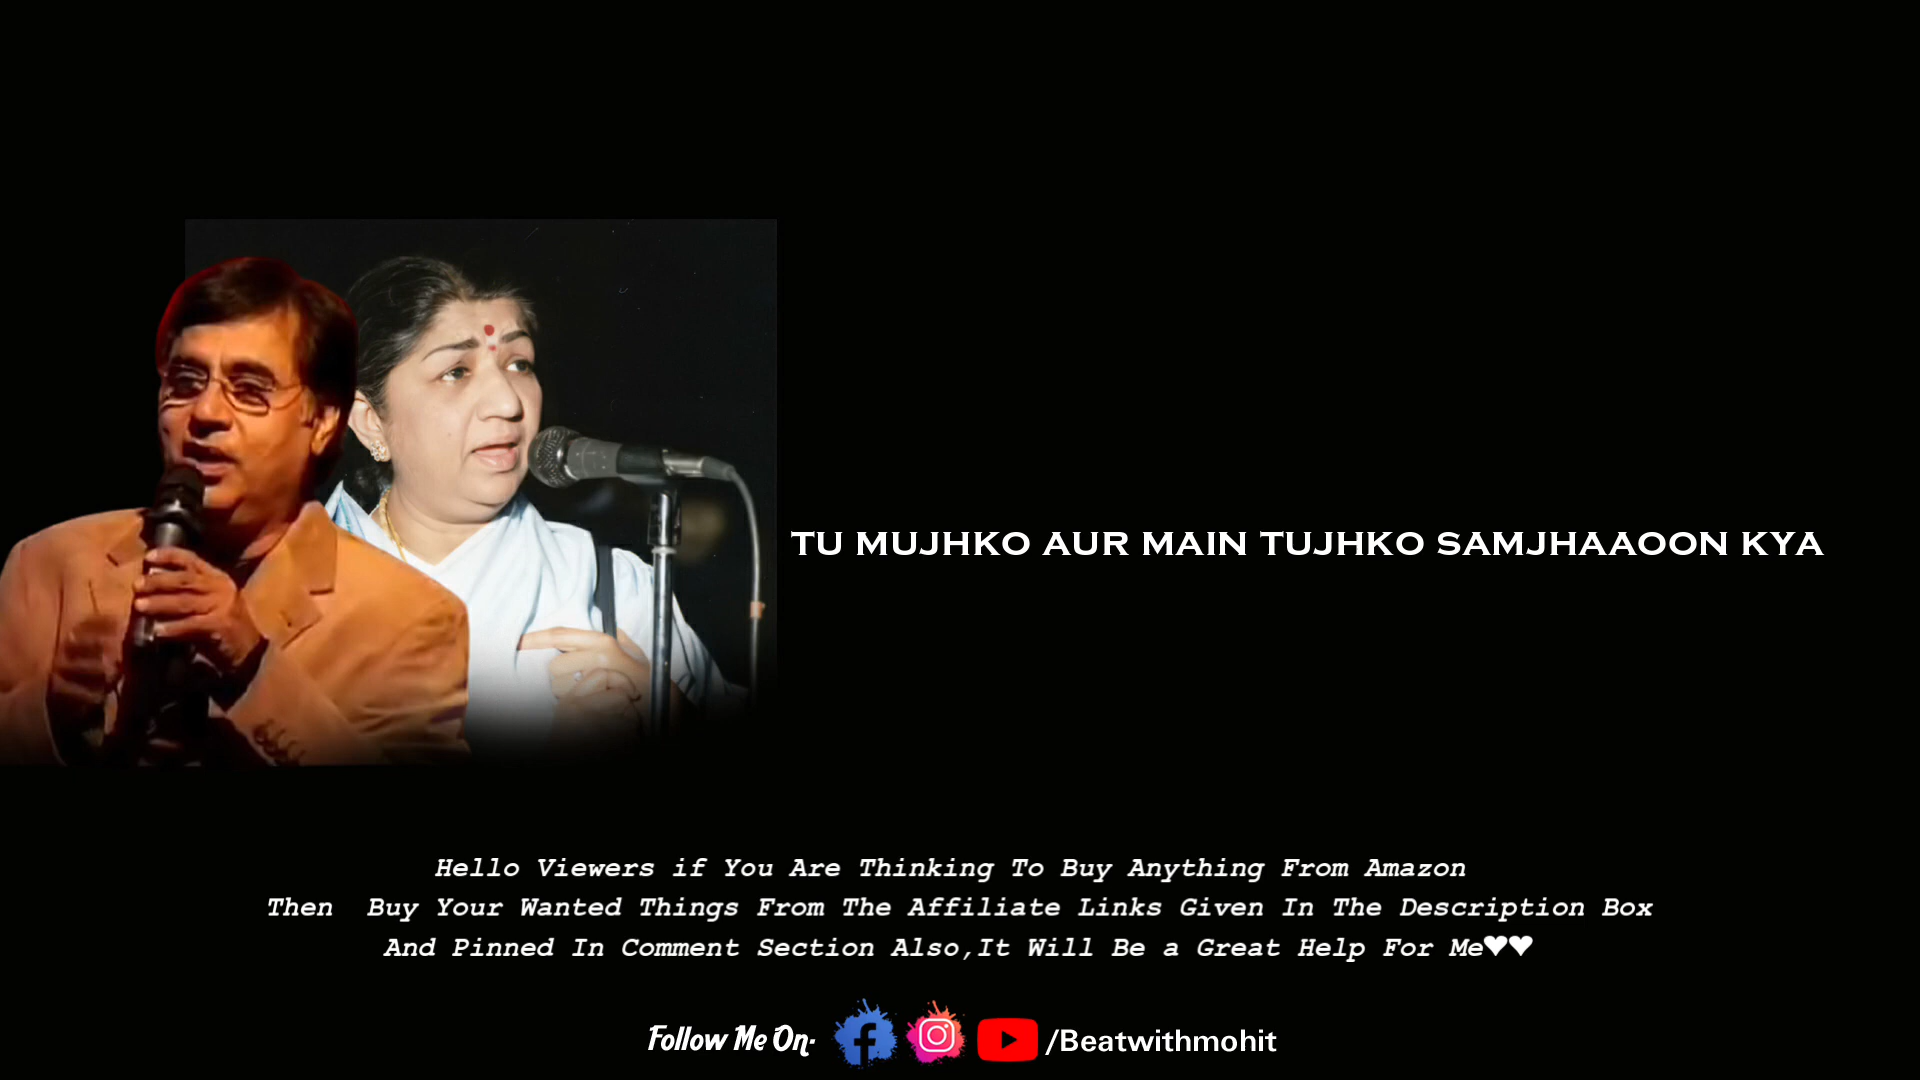 TU MUJHKO AUR MAIN TUJHKO SAMJHAAOON KYA
Hello Viewers if You Are Thinking To Buy Anything From Amazon
Then  Buy Your Wanted Things From The Affiliate Links Given In The Description Box
And Pinned In Comment Section Also,It Will Be a Great Help For Me♥♥
Follow Me On:  /Beatwithmohit